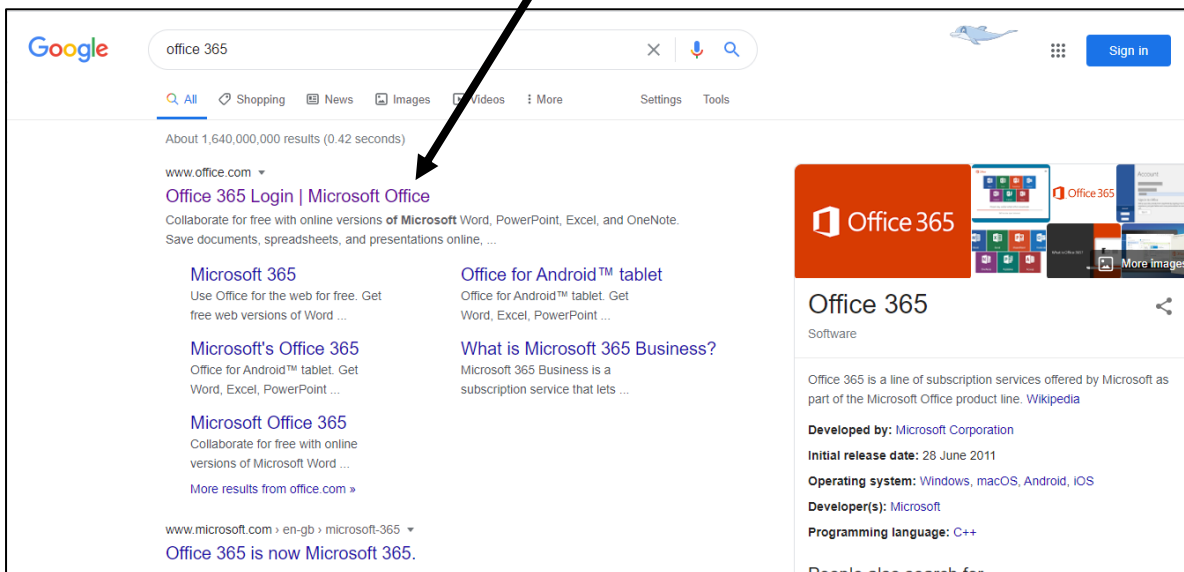 Google
office 365
Sign in
All
Shopping
News
Images
Videos
More
Settings
Tools
About 1,640,000,000 results (0.42 seconds)
www.office.com
Office 365 Login | Microsoft Office
Collaborate for free with online versions of Microsoft Word, PowerPoint, Excel, and OneNote.
Save documents, spreadsheets, and presentations online, ...
Microsoft 365
Use Office for the web for free. Get
free web versions of Word ...
Office for Android™ tablet
Office for Android™ tablet. Get
Word, Excel, PowerPoint ...
Microsoft's Office 365
Office for Android™ tablet. Get
Word, Excel, PowerPoint ...
What is Microsoft 365 Business?
Microsoft 365 Business is a
subscription service that lets ...
Microsoft Office 365
Collaborate for free with online
versions of Microsoft Word ...
More results from office.com »
www.microsoft.com › en-gb › microsoft-365
Office 365 is now Microsoft 365.
Office 365
Office 365
Account
More images
Office 365
Software
Office 365 is a line of subscription services offered by Microsoft as
part of the Microsoft Office product line. Wikipedia
Developed by: Microsoft Corporation
Initial release date: 28 June 2011
Operating system: Windows, macOS, Android, iOS
Developer(s): Microsoft
Programming language: C++
People also search for